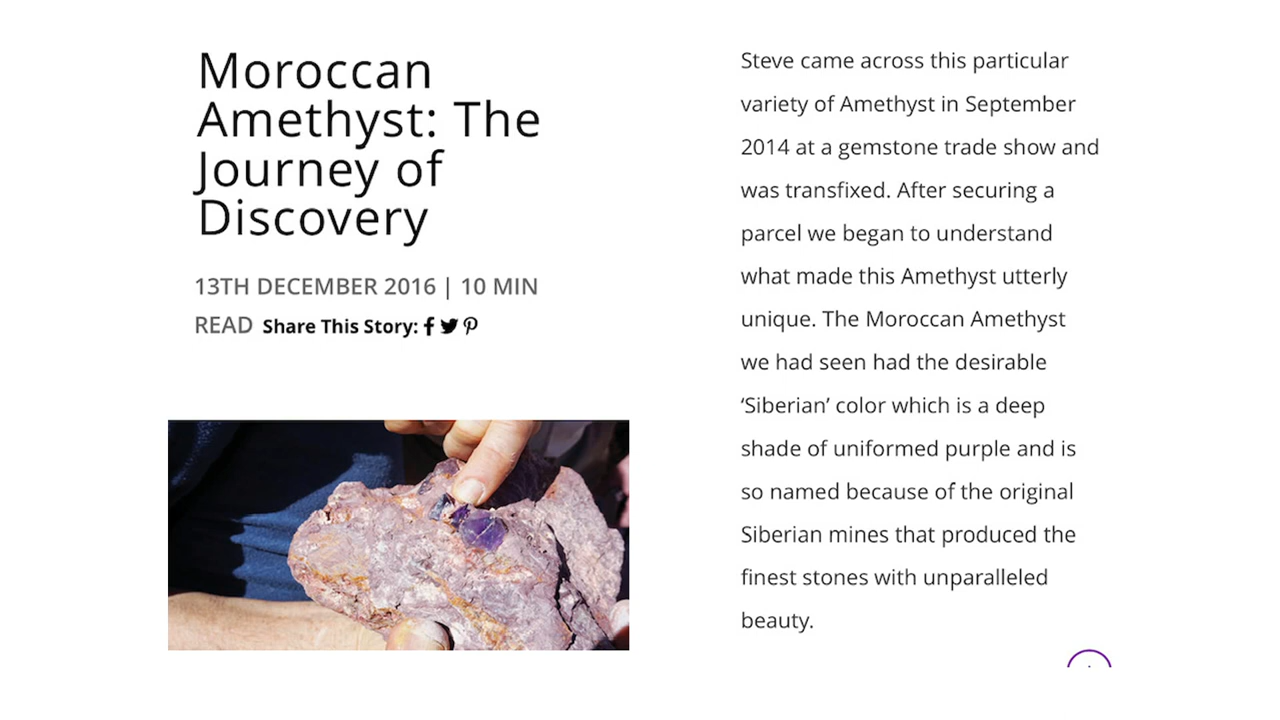 Moroccan
Amethyst: The
Journey of
Discovery
13TH DECEMBER 2016 | 10 MIN
READ Share This Story:
Steve came across this particular
variety of Amethyst in September
2014 at a gemstone trade show and
was transfixed. After securing a
parcel we began to understand
what made this Amethyst utterly
unique. The Moroccan Amethyst
we had seen had the desirable
‘Siberian’ color which is a deep
shade of uniformed purple and is
so named because of the original
Siberian mines that produced the
finest stones with unparalleled
beauty.